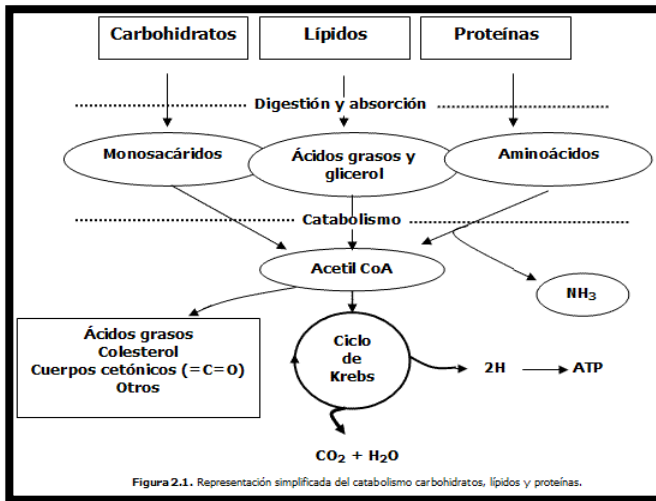 Carbohidratos
Lípidos
Proteínas
Digestión y absorción
Monosacáridos
Ácidos grasos y
glicerol
Aminoácidos
Catabolismo
Acetil CoA
NH₃
Ácidos grasos
Colesterol
Cuerpos cetónicos (=C=O)
Otros
Ciclo
de
Krebs
2H
ATP
CO₂ + H₂O
Figura 2.1. Representación simplificada del catabolismo carbohidratos, lípidos y proteínas.